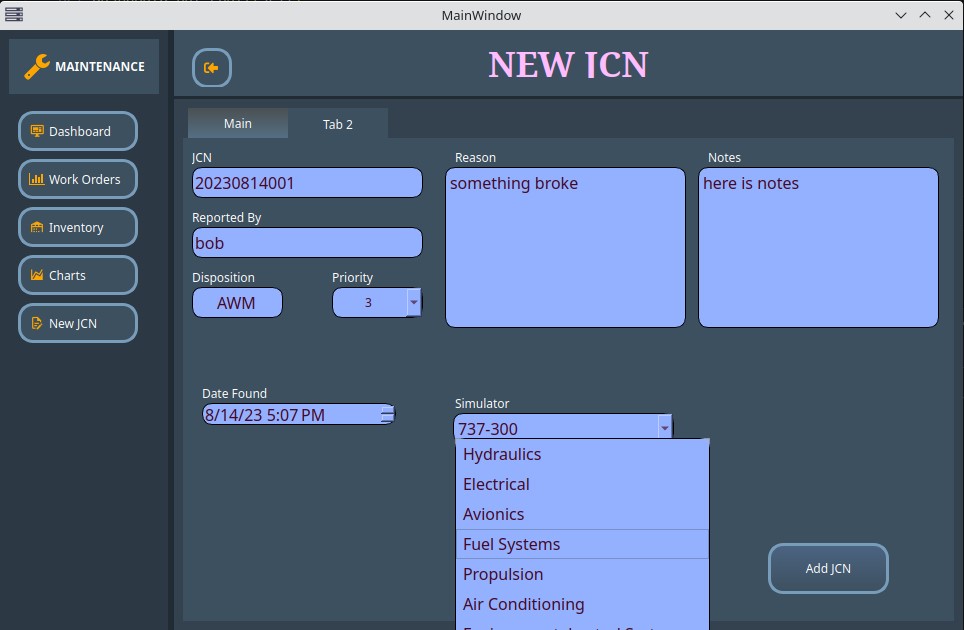 MainWindow
MAINTENANCE
NEW JCN
Dashboard
Work Orders
Inventory
Charts
New JCN
Main
Tab 2
JCN
20230814001
Reported By
bob
Disposition
AWM
Priority
3
Reason
something broke
Notes
here is notes
Date Found
8/14/23 5:07 PM
Simulator
737-300
Hydraulics
Electrical
Avionics
Fuel Systems
Propulsion
Air Conditioning
Add JCN